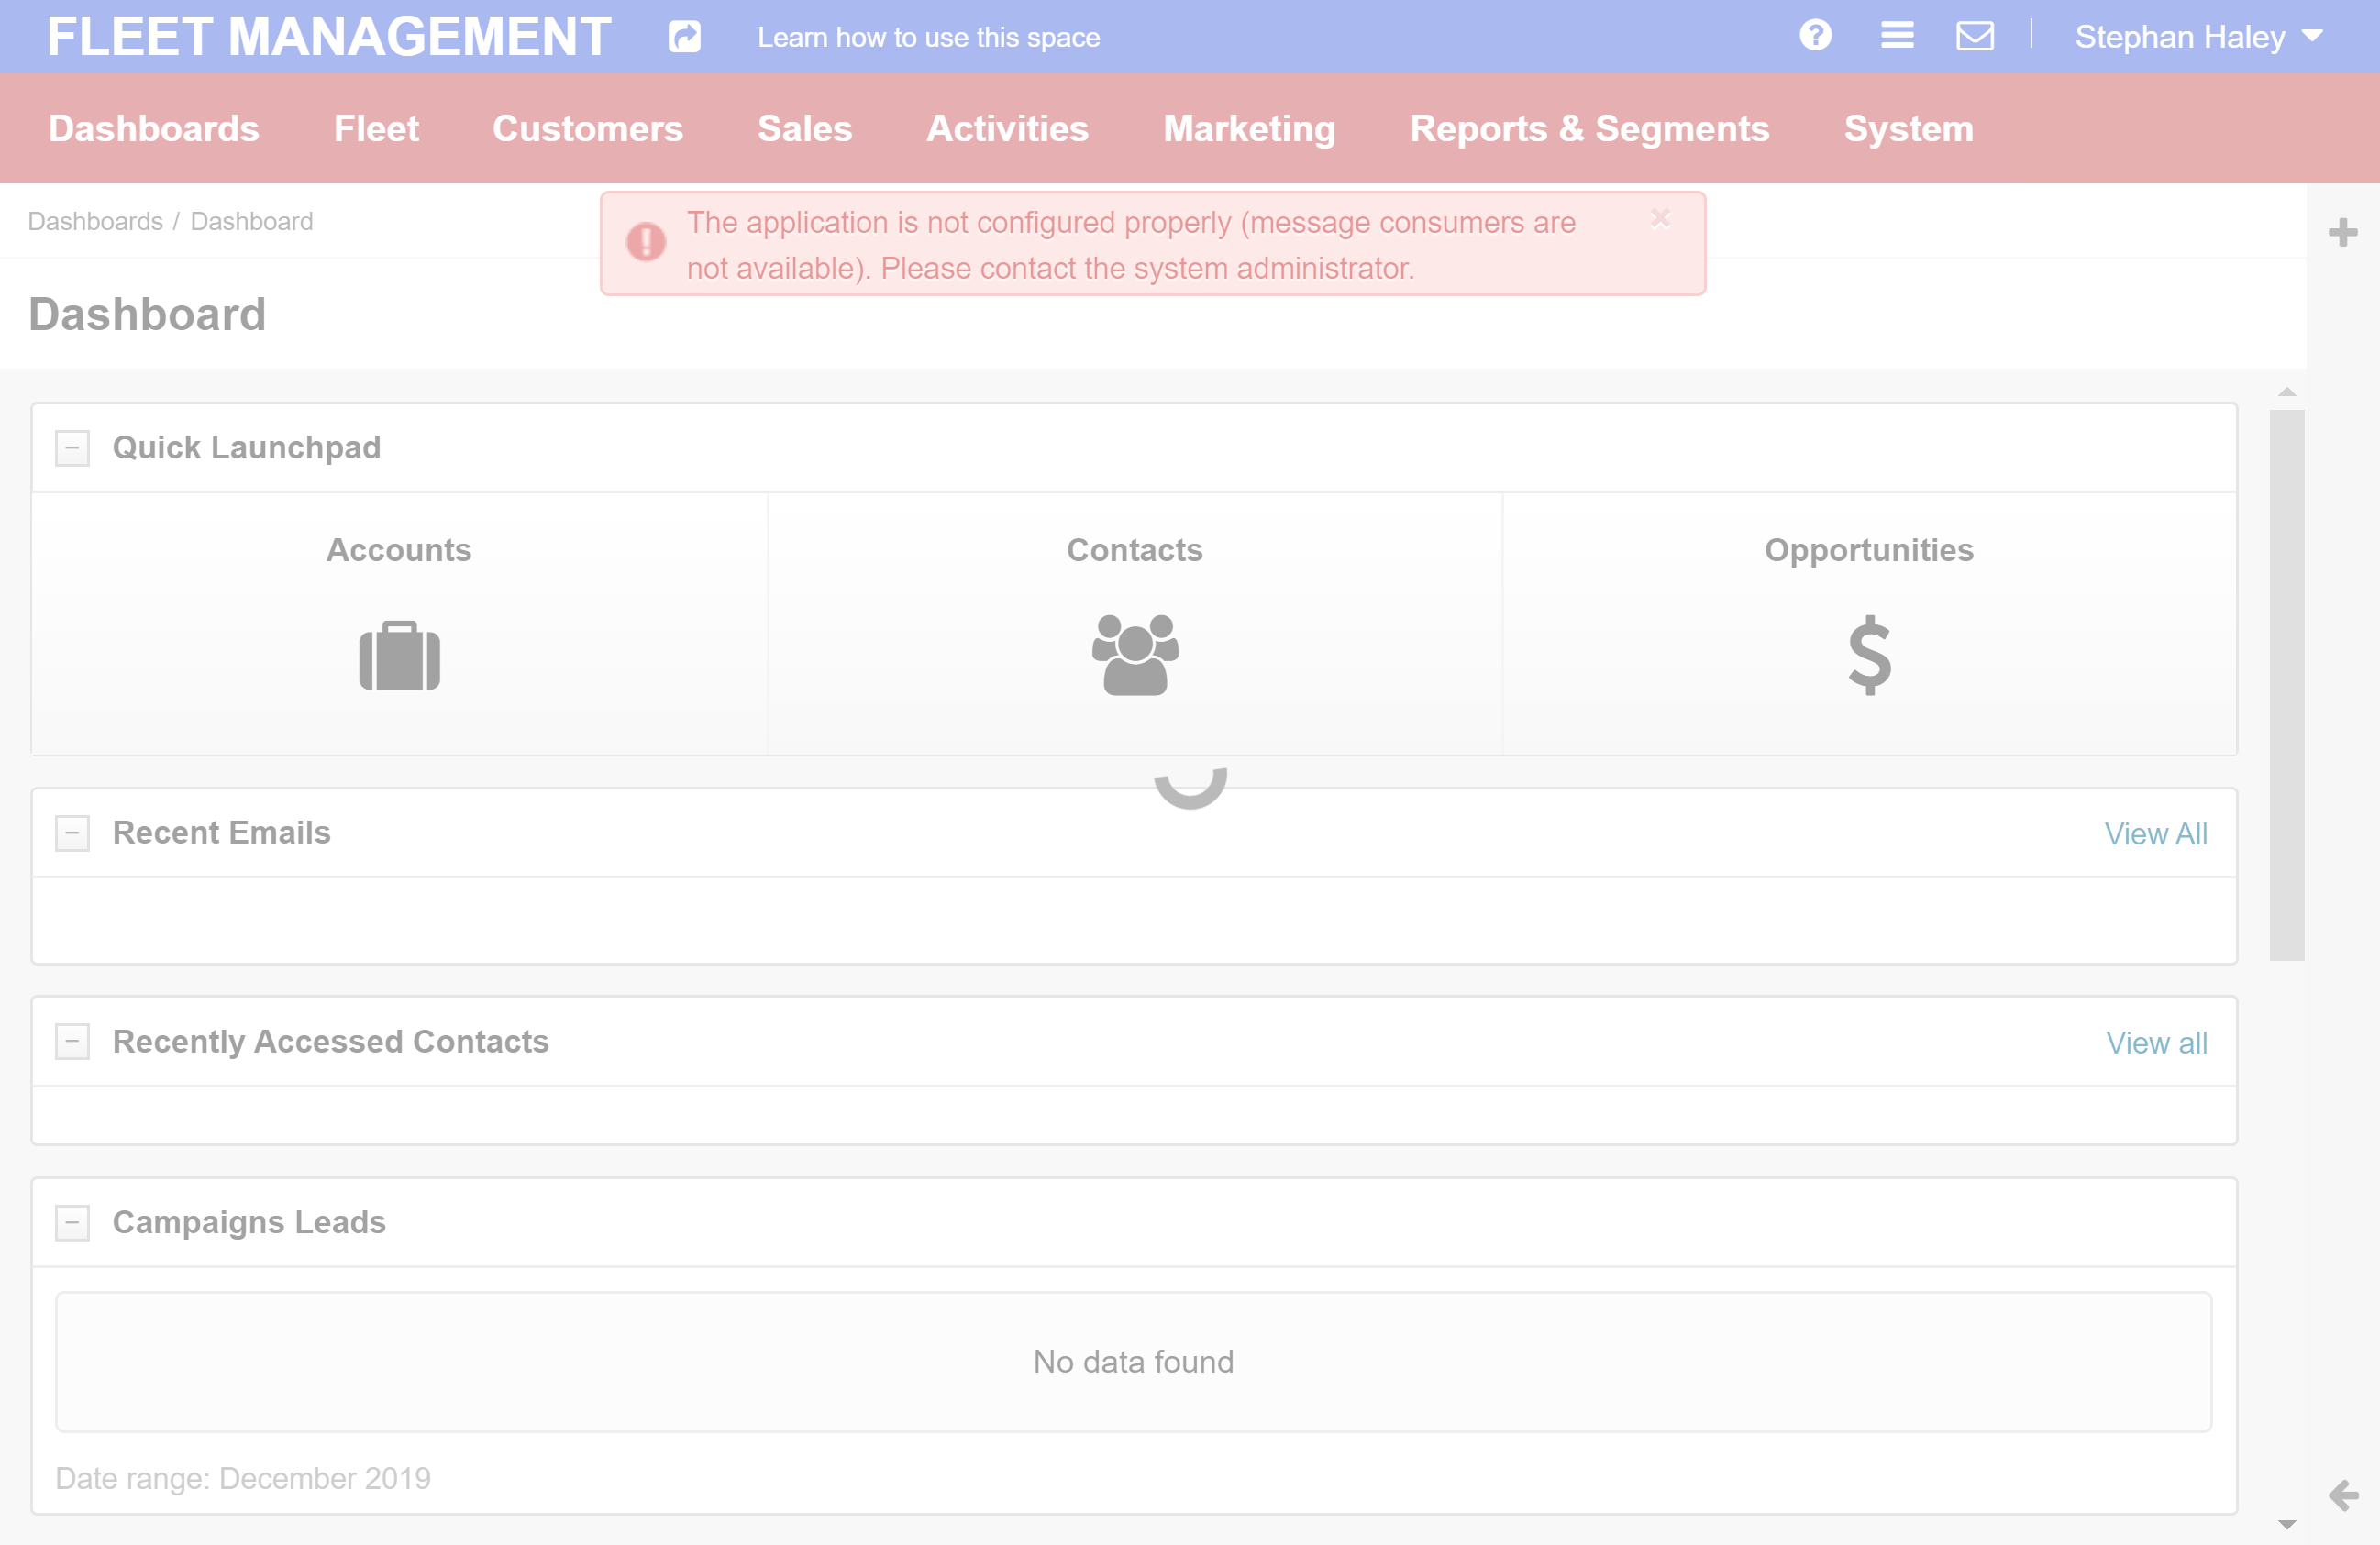 FLEET MANAGEMENT
Learn how to use this space
Stephan Haley
Dashboards
Fleet
Customers
Sales
Activities
Marketing
Reports & Segments
System
Dashboards / Dashboard
The application is not configured properly (message consumers are
not available). Please contact the system administrator.
Dashboard
Quick Launchpad
Accounts
Contacts
Opportunities
Recent Emails
View All
Recently Accessed Contacts
View all
Campaigns Leads
No data found
Date range: December 2019